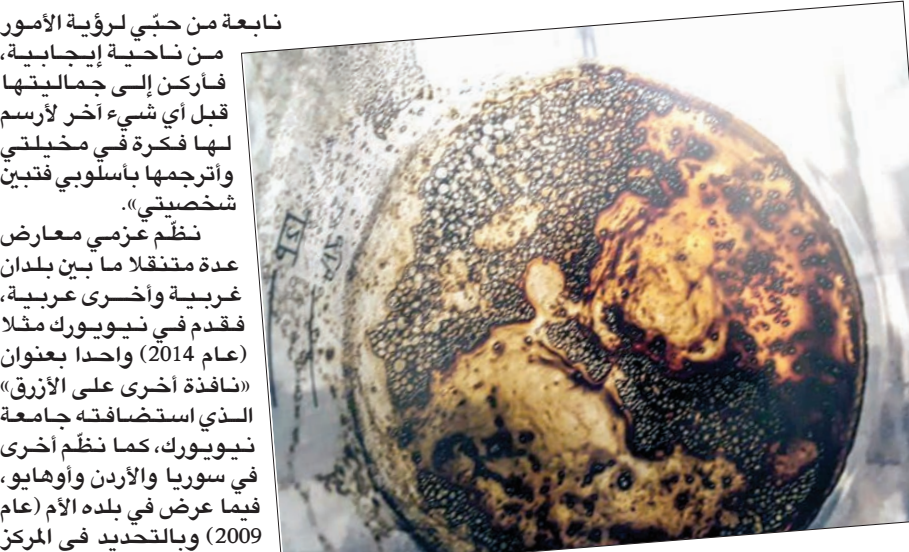 نابعة من حبّي لرؤية الأمور
من ناحية إيجابية،
فأركن إلى جماليتها
قبل أي شيء آخر لأرسم
لها فكرة في مخيلتي
وأترجمها بأسلوبي فتبين
شخصيتي».
نظّم عزمي معارض
عدة متنقلا ما بين بلدان
غربية وأخرى عربية،
فقدم في نيويورك مثلا
(عام 2014) واحدا بعنوان
«نافذة أخرى على الأزرق»
الذي استضافته جامعة
نيويورك، كما نظّم أخرى
في سوريا والأردن وأوهايو،
فيما عرض في بلده الأم (عام
2009) وبالتحديد في المركز